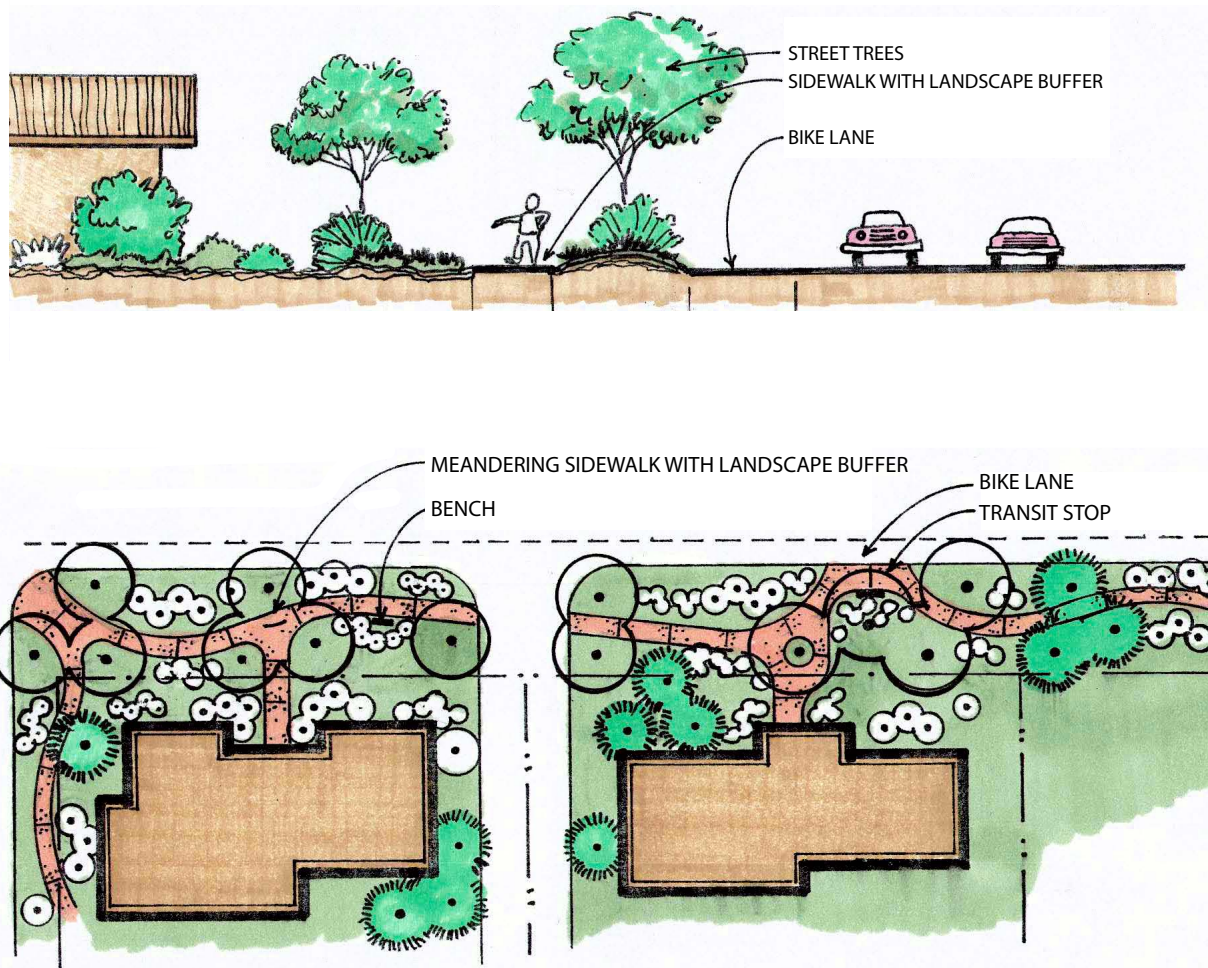 STREET TREES
SIDEWALK WITH LANDSCAPE BUFFER
BIKE LANE
MEANDERING SIDEWALK WITH LANDSCAPE BUFFER
BENCH
BIKE LANE
TRANSIT STOP